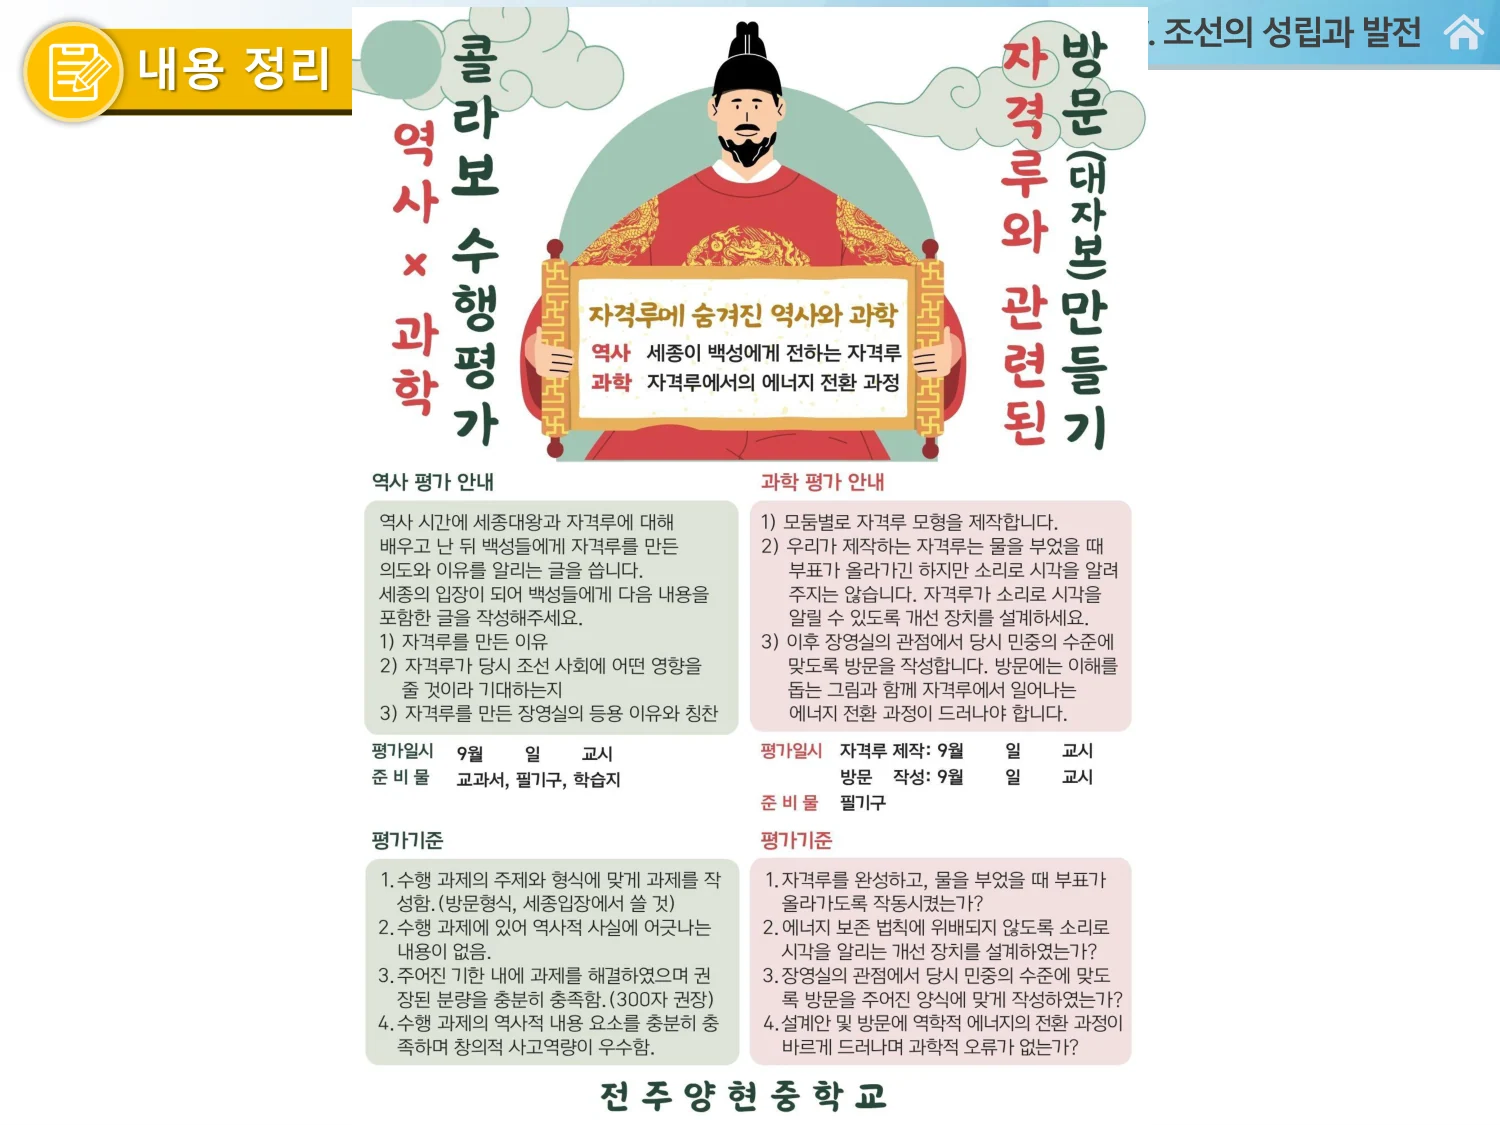 내용 정리
. 조선의 성립과 발전
콜라보 수행평가
역사 x 과학
방문(대자보)만들기
자격루와 관련된
자격루에 숨겨진 역사와 과학
역사 세종이 백성에게 전하는 자격루
과학 자격루에서의 에너지 전환 과정
역사 평가 안내
역사 시간에 세종대왕과 자격루에 대해
배우고 난 뒤 백성들에게 자격루를 만든
의도와 이유를 알리는 글을 씁니다.
세종의 입장이 되어 백성들에게 다음 내용을
포함한 글을 작성해주세요.
1) 자격루를 만든 이유
2) 자격루가 당시 조선 사회에 어떤 영향을
줄 것이라 기대하는지
3) 자격루를 만든 장영실의 등용 이유와 칭찬
평가일시 9월 일 교시
준 비 물 교과서, 필기구, 학습지
평가기준
1. 수행 과제의 주제와 형식에 맞게 과제를 작
성함.(방문형식, 세종입장에서 쓸 것)
2. 수행 과제에 있어 역사적 사실에 어긋나는
내용이 없음.
3. 주어진 기한 내에 과제를 해결하였으며 권
장된 분량을 충분히 충족함.(300자 권장)
4. 수행 과제의 역사적 내용 요소를 충분히 충
족하며 창의적 사고역량이 우수함.
과학 평가 안내
1) 모둠별로 자격루 모형을 제작합니다.
2) 우리가 제작하는 자격루는 물을 부었을 때
부표가 올라가긴 하지만 소리로 시각을 알려
주지는 않습니다. 자격루가 소리로 시각을
알릴 수 있도록 개선 장치를 설계하세요.
3) 이후 장영실의 관점에서 당시 민중의 수준에
맞도록 방문을 작성합니다. 방문에는 이해를
돕는 그림과 함께 자격루에서 일어나는
에너지 전환 과정이 드러나야 합니다.
평가일시 자격루 제작: 9월 일 교시
방문 작성: 9월 일 교시
준 비 물 필기구
평가기준
1. 자격루를 완성하고, 물을 부었을 때 부표가
올라가도록 작동시켰는가?
2. 에너지 보존 법칙에 위배되지 않도록 소리로
시각을 알리는 개선 장치를 설계하였는가?
3. 장영실의 관점에서 당시 민중의 수준에 맞도
록 방문을 주어진 양식에 맞게 작성하였는가?
4. 설계안 및 방문에 역학적 에너지의 전환 과정이
바르게 드러나며 과학적 오류가 없는가?
전주양현중학교